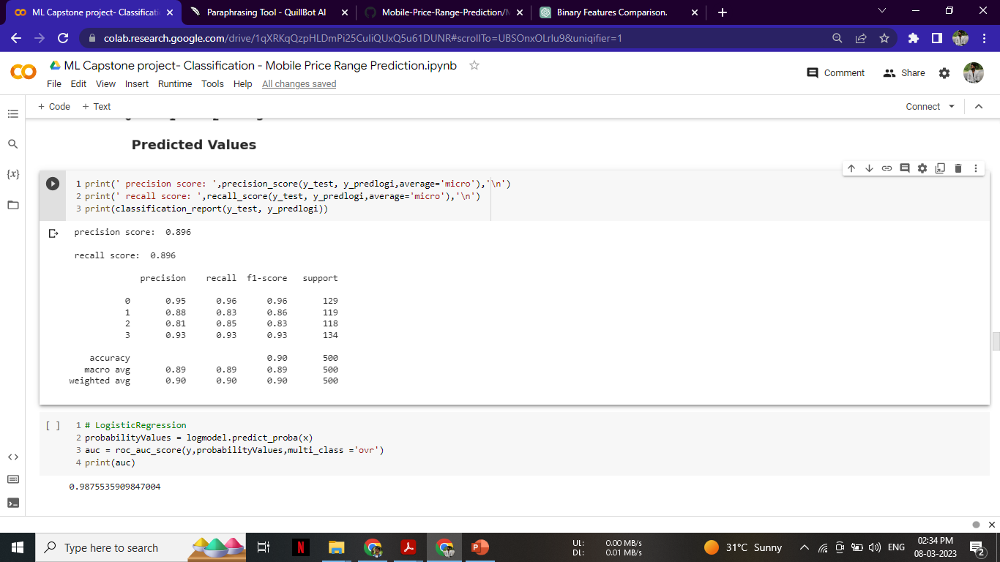 ML Capstone project- Classificati
Paraphrasing Tool - QuillBot AI
Mobile-Price-Range-Prediction/M
Binary Features Comparison.
colab.research.google.com/drive/1qXRKqQzpHLDmPi25CuliQUxQ5u61DUNR#scrollTo=UBSOnxOLrlu9&uniqifier=1
ML Capstone project- Classification - Mobile Price Range Prediction.ipynb
Comment
Share
File Edit View Insert Runtime Tools Help All changes saved
+ Code + Text
Connect
Predicted Values
1 print(' precision score: ',precision_score(y_test, y_predlogi,average='micro'),'\n')
2 print(' recall score: ',recall_score(y_test, y_predlogi,average='micro'),'\n')
3 print(classification_report(y_test, y_predlogi))
precision score: 0.896
recall score: 0.896
precision recall f1-score support
0 0.95 0.96 0.96 129
1 0.88 0.83 0.86 119
2 0.81 0.85 0.83 118
3 0.93 0.93 0.93 134
accuracy 0.90 500
macro avg 0.89 0.89 0.89 500
weighted avg 0.90 0.90 0.90 500
[ ] 1 # LogisticRegression
2 probabilityValues = logmodel.predict_proba(x)
3 auc = roc_auc_score(y,probabilityValues,multi_class ='ovr')
4 print(auc)
0.9875535909847004
Type here to search
UL: 0.00 MB/s
DL: 0.01 MB/s
31°C Sunny
ENG
02:34 PM
08-03-2023
2